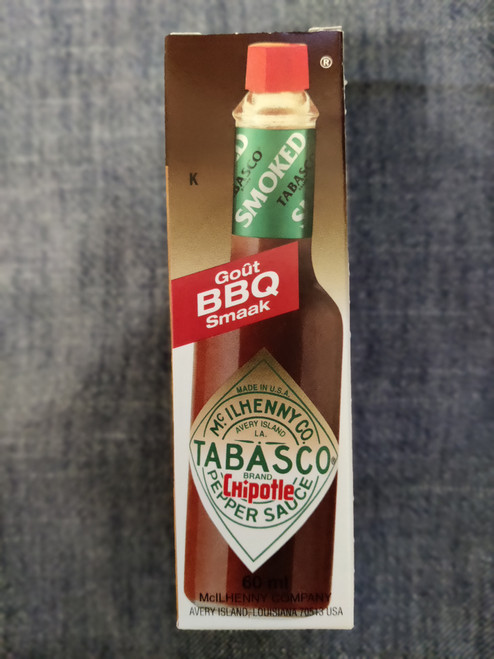 ®
SMOKED
TABASCO
K
Goût
BBQ
Smaak
MADE IN U.S.A.
McILHENNY CO.
AVERY ISLAND
LA.
TABASCO®
BRAND
CHiPotle
PEPPER SAUCE
60 ml
McILHENNY COMPANY
AVERY ISLAND, LOUISIANA 70513 USA